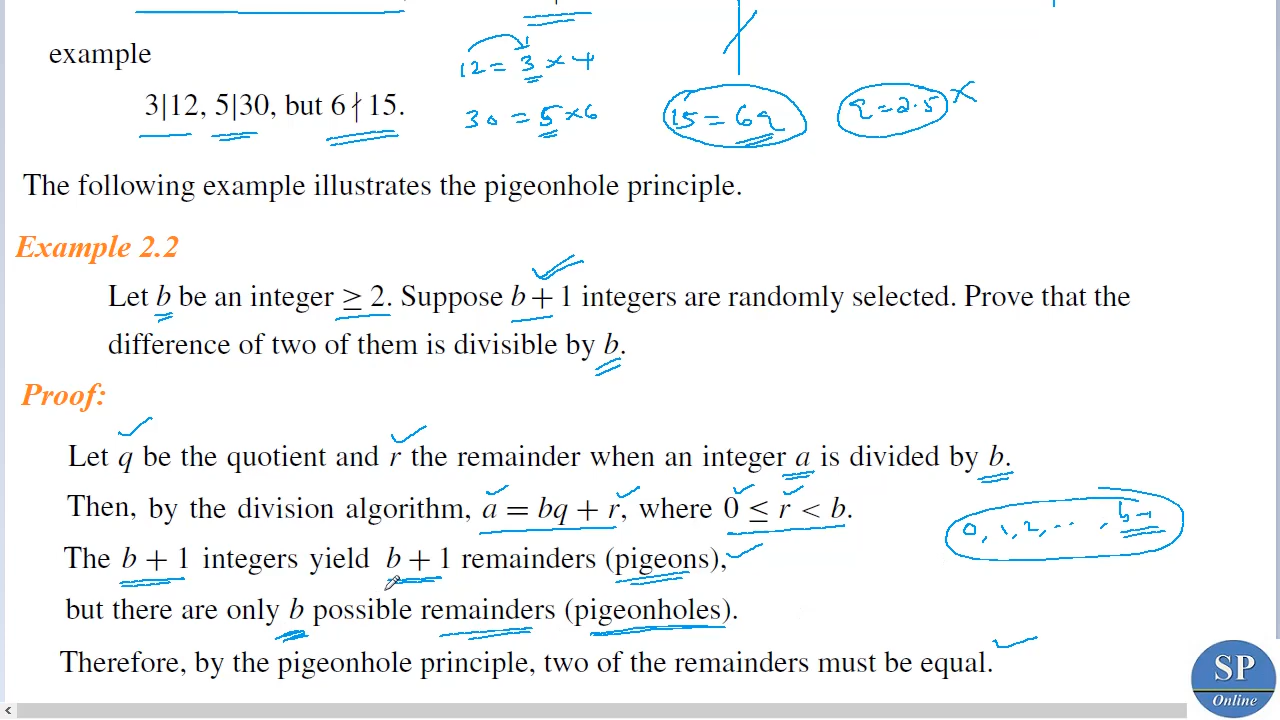 example
12 = 3 × 4
3|12, 5|30, but 6 ∤ 15.
30 = 5 × 6
15 = 6q
q = 2.5 ×
The following example illustrates the pigeonhole principle.
Example 2.2
Let b be an integer ≥ 2. Suppose b + 1 integers are randomly selected. Prove that the
difference of two of them is divisible by b.
Proof:
Let q be the quotient and r the remainder when an integer a is divided by b.
Then, by the division algorithm, a = bq + r, where 0 ≤ r < b.
0, 1, 2, ... , b-1
The b + 1 integers yield b + 1 remainders (pigeons),
but there are only b possible remainders (pigeonholes).
Therefore, by the pigeonhole principle, two of the remainders must be equal.
SP
Online